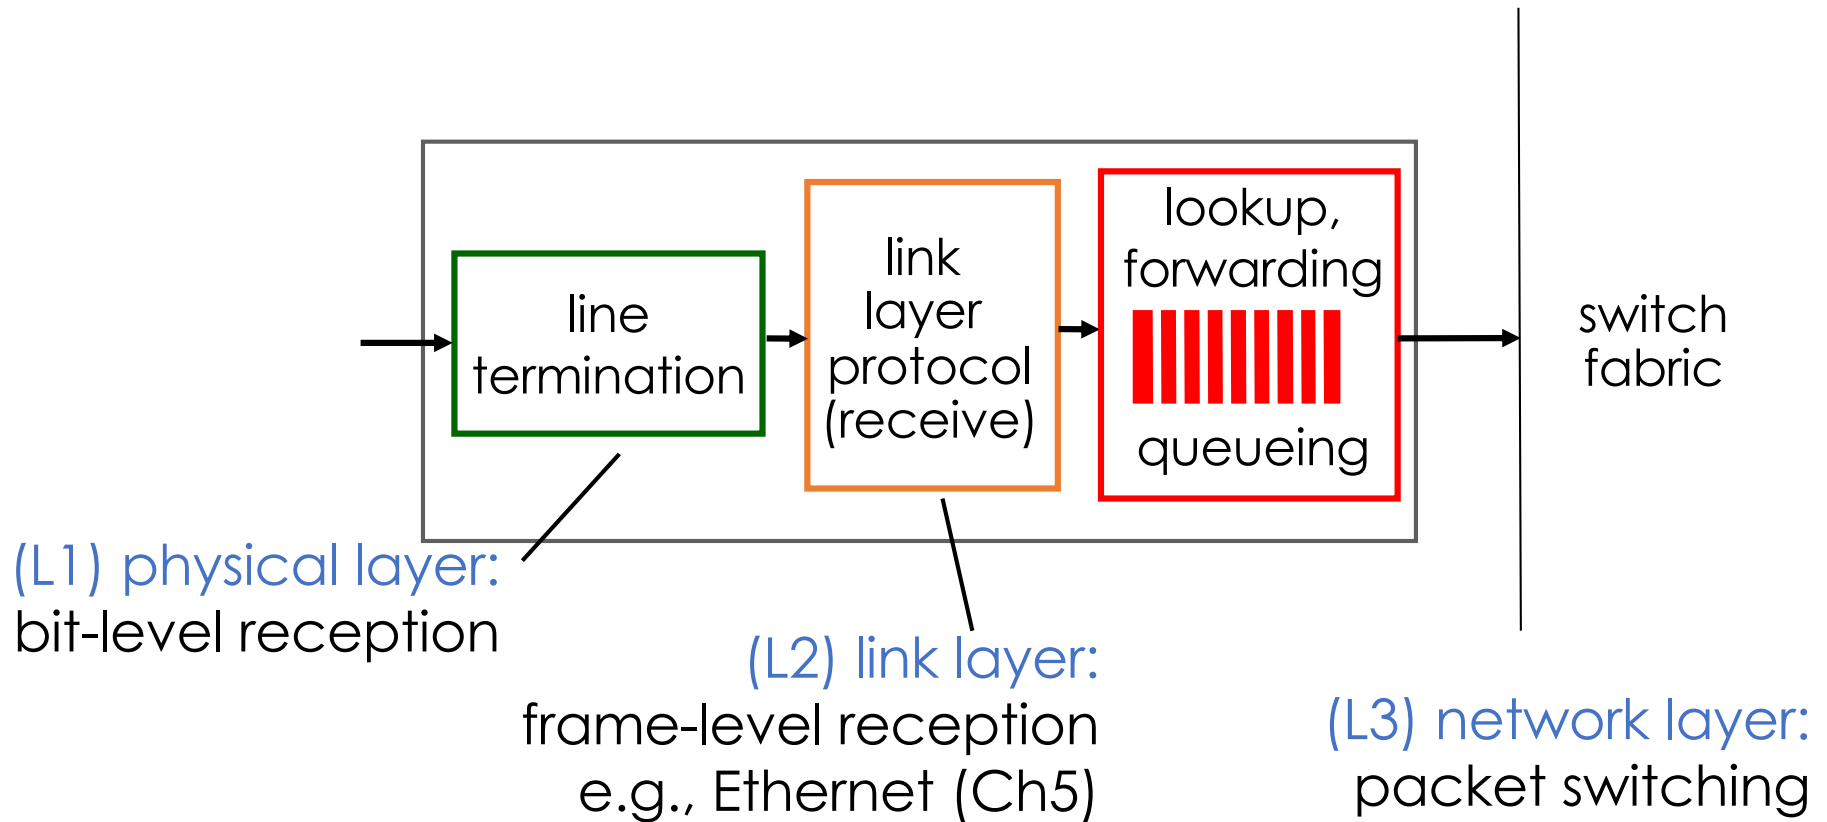 line
termination
link
layer
protocol
(receive)
lookup,
forwarding
queueing
switch
fabric
(L1) physical layer:
bit-level reception
(L2) link layer:
frame-level reception
e.g., Ethernet (Ch5)
(L3) network layer:
packet switching